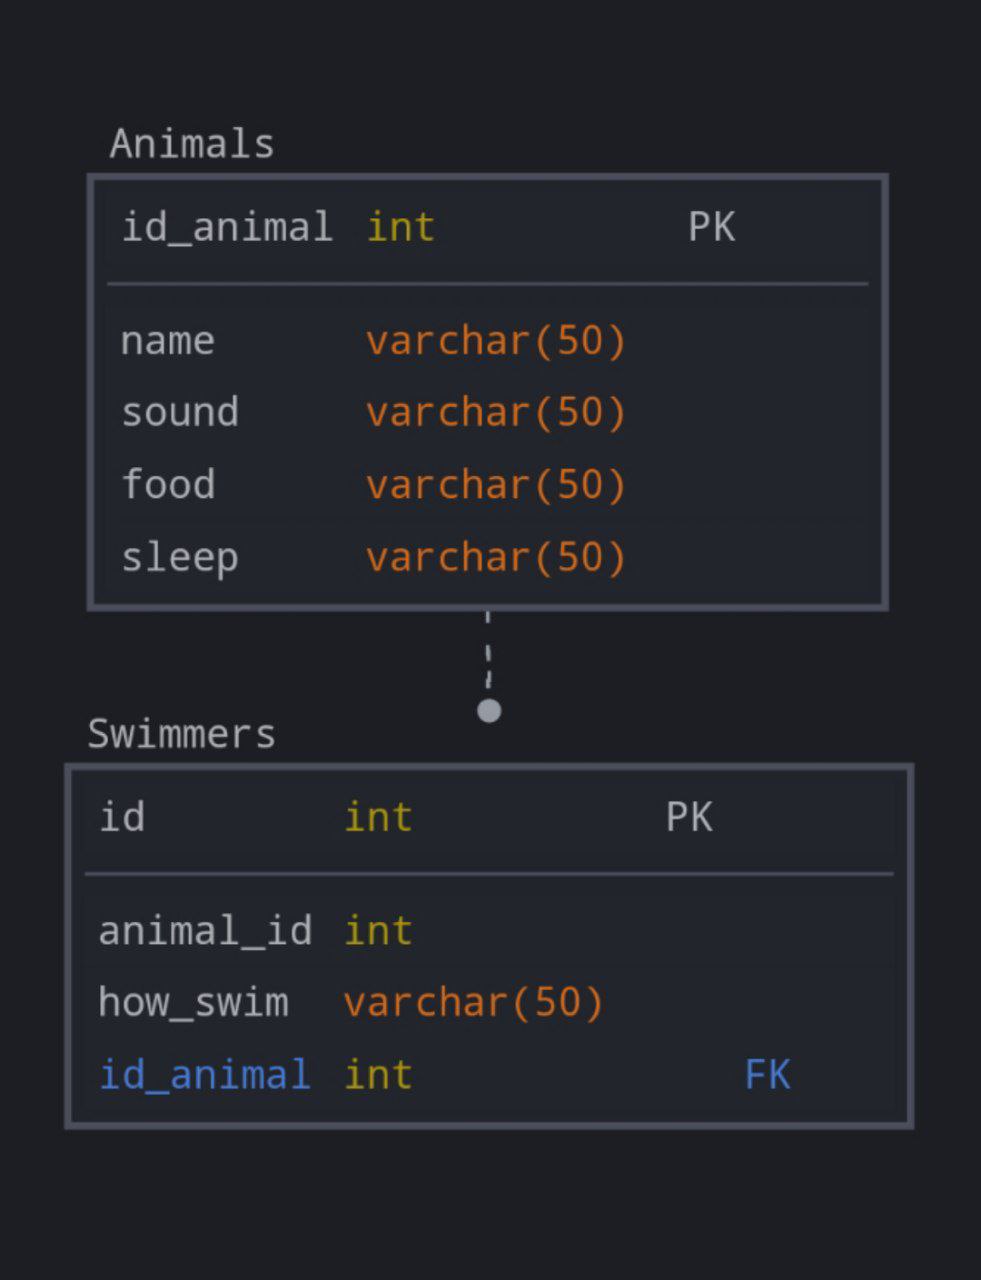 Animals
id_animal int PK
name varchar(50)
sound varchar(50)
food varchar(50)
sleep varchar(50)
Swimmers
id int PK
animal_id int
how_swim varchar(50)
id_animal int FK